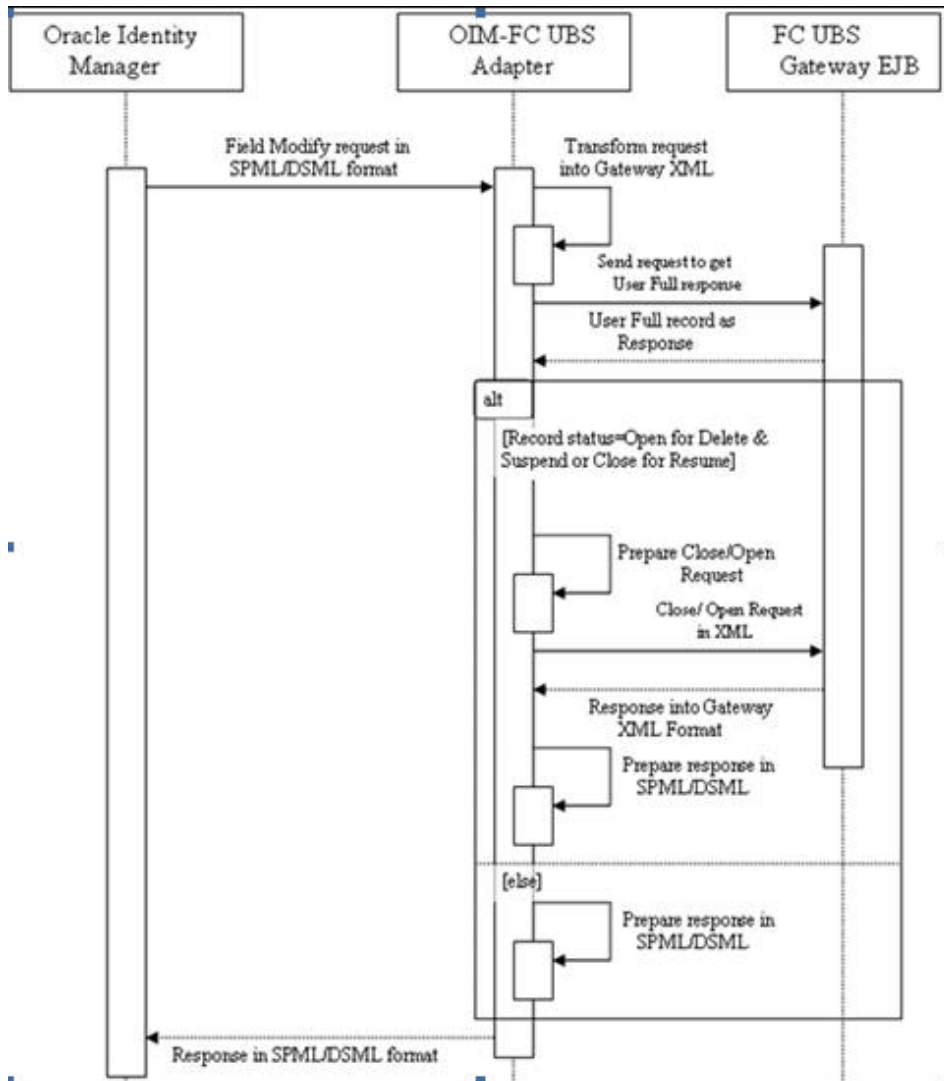 Oracle Identity
Manager
OIM-FC UBS
Adapter
FC UBS
Gateway EJB
Field Modify request in
SPML/DSML format
Transform request
into Gateway XML
Send request to get
User Full response
User Full record as
Response
alt
[Record status=Open for Delete &
Suspend or Close for Resume]
Prepare Close/Open
Request
Close/ Open Request
in XML
Response into Gateway
XML Format
Prepare response in
SPML/DSML
[else]
Prepare response in
SPML/DSML
Response in SPML/DSML format